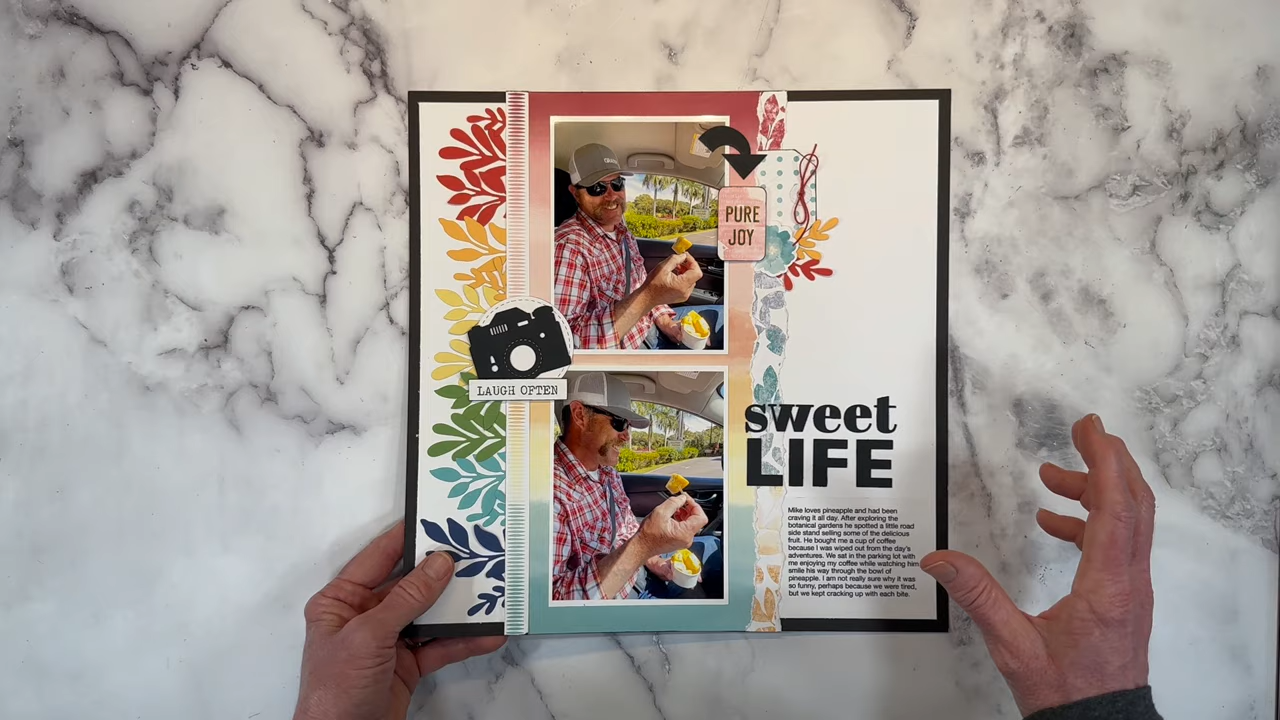 PURE
JOY
LAUGH OFTEN
sweet
LIFE
Mike loves pineapple and had been
craving it all day. After exploring the
botanical gardens he spotted a little road
side stand selling some of the delicious
fruit. He bought me a cup of coffee
because I was wiped out from the day's
adventures. We sat in the parking lot with
me enjoying my coffee while watching him
smile his way through the bowl of
pineapple. I am not really sure why it was
so funny, perhaps because we were tired,
but we kept cracking up with each bite.